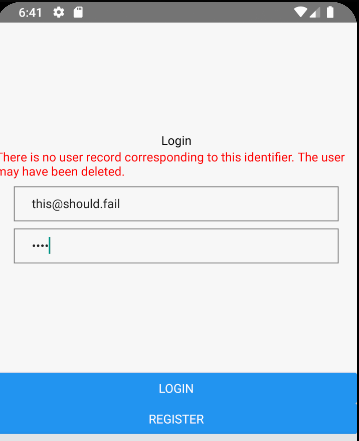 6:41
Login
There is no user record corresponding to this identifier. The user
may have been deleted.
this@should.fail
••••
LOGIN
REGISTER